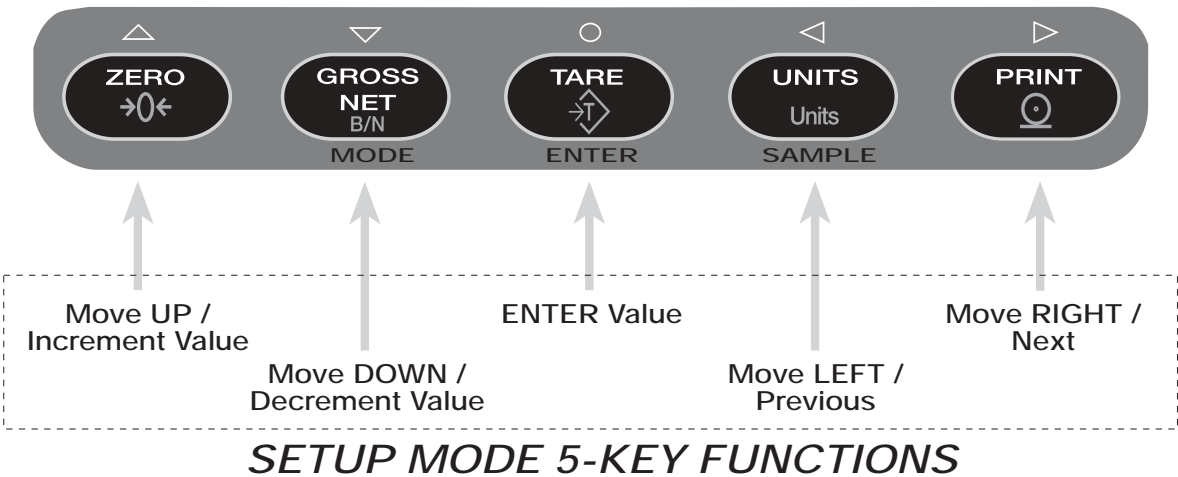 ZERO
GROSS
NET
B/N
MODE
TARE
T
ENTER
UNITS
Units
SAMPLE
PRINT
Move UP /
Increment Value
Move DOWN /
Decrement Value
ENTER Value
Move LEFT /
Previous
Move RIGHT /
Next
SETUP MODE 5-KEY FUNCTIONS